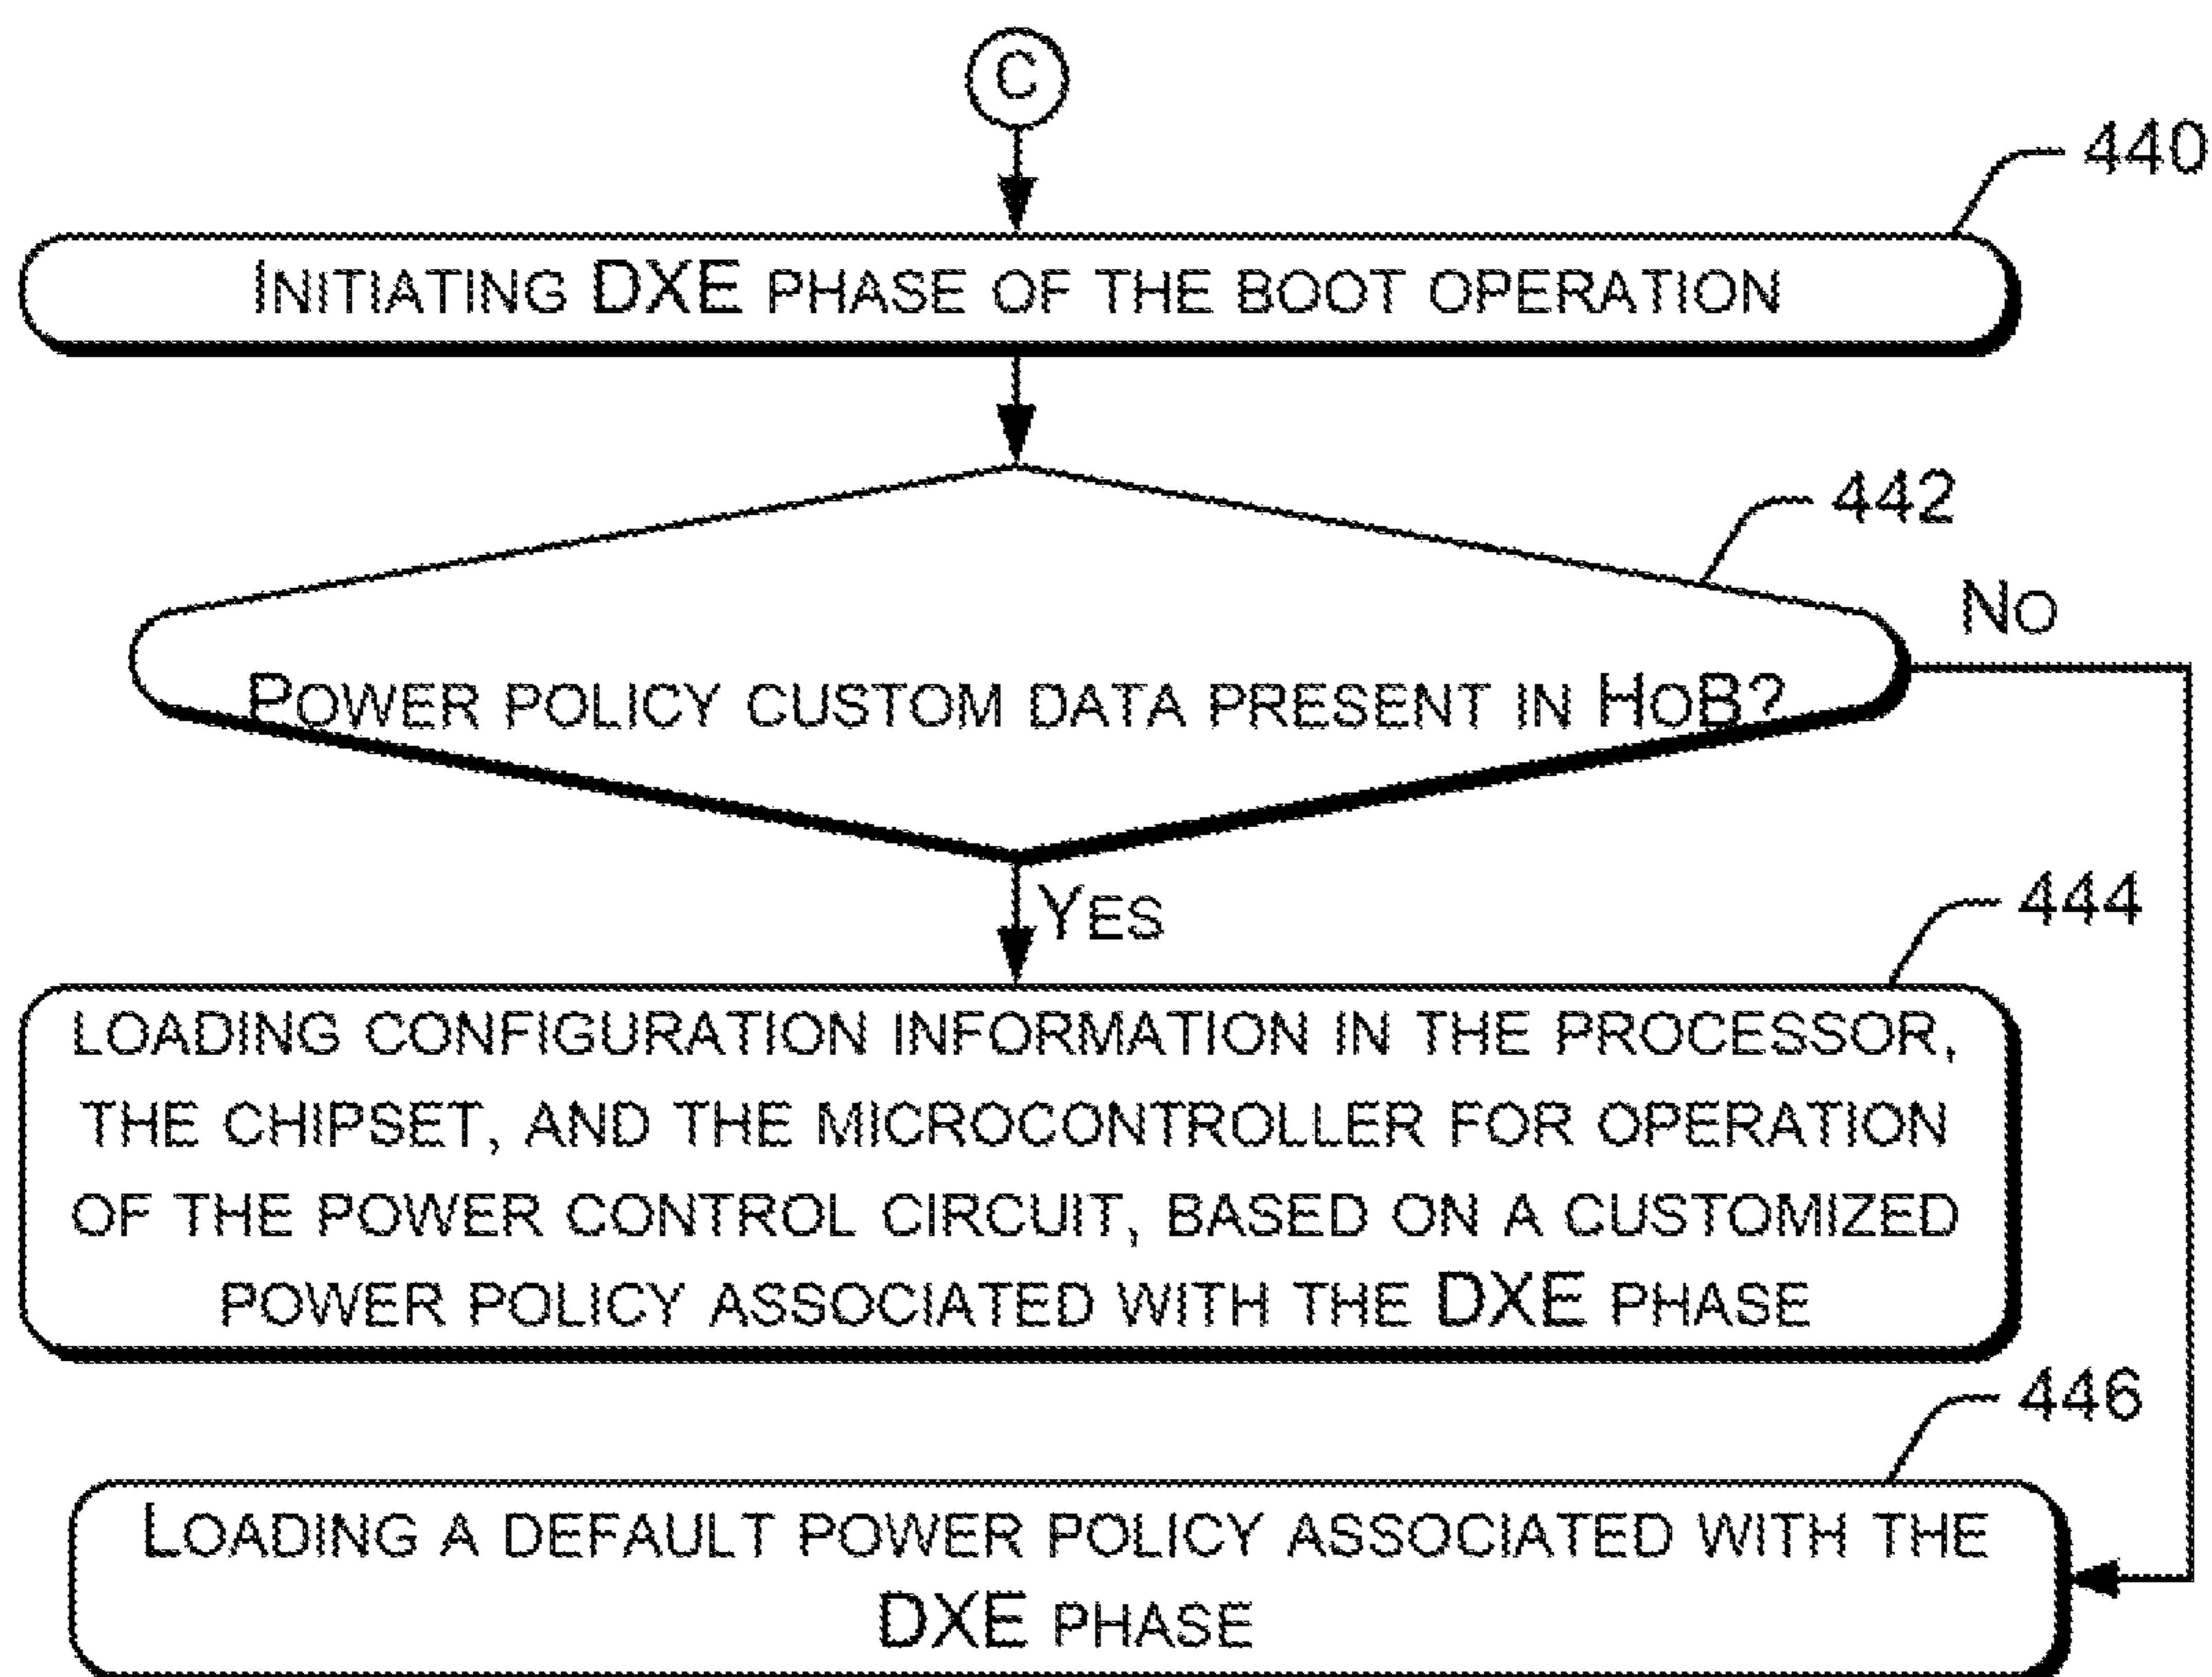 C
440
INITIATING DXE PHASE OF THE BOOT OPERATION
442
NO
POWER POLICY CUSTOM DATA PRESENT IN HOB?
YES
444
LOADING CONFIGURATION INFORMATION IN THE PROCESSOR,
THE CHIPSET, AND THE MICROCONTROLLER FOR OPERATION
OF THE POWER CONTROL CIRCUIT, BASED ON A CUSTOMIZED
POWER POLICY ASSOCIATED WITH THE DXE PHASE
446
LOADING A DEFAULT POWER POLICY ASSOCIATED WITH THE
DXE PHASE